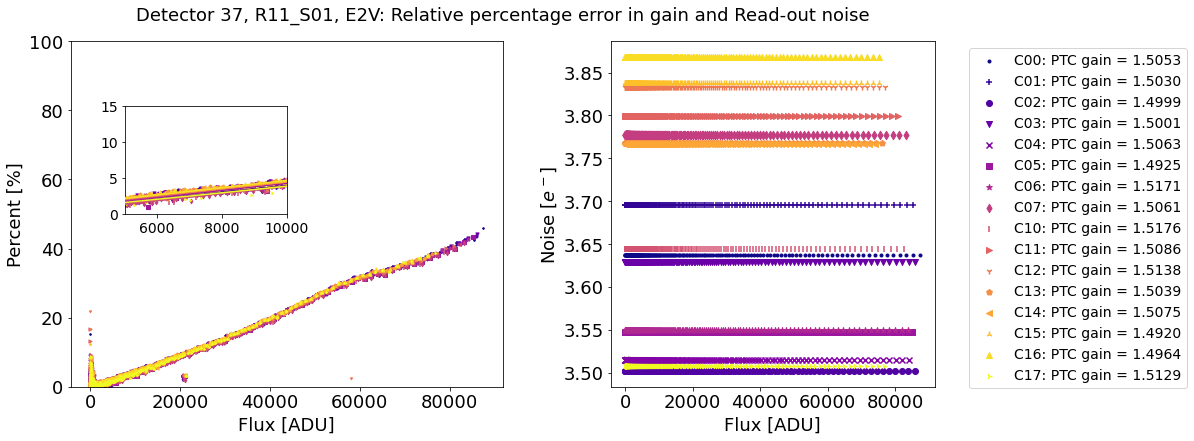 Detector 37, R11_S01, E2V: Relative percentage error in gain and Read-out noise
Percent [%]
100
80
60
40
20
0
15
10
5
0
6000 8000 10000
0 20000 40000 60000 80000
Flux [ADU]
Noise [e⁻]
3.85
3.80
3.75
3.70
3.65
3.60
3.55
3.50
0 20000 40000 60000 80000
Flux [ADU]
C00: PTC gain = 1.5053
C01: PTC gain = 1.5030
C02: PTC gain = 1.4999
C03: PTC gain = 1.5001
C04: PTC gain = 1.5063
C05: PTC gain = 1.4925
C06: PTC gain = 1.5171
C07: PTC gain = 1.5061
C10: PTC gain = 1.5176
C11: PTC gain = 1.5086
C12: PTC gain = 1.5138
C13: PTC gain = 1.5039
C14: PTC gain = 1.5075
C15: PTC gain = 1.4920
C16: PTC gain = 1.4964
C17: PTC gain = 1.5129